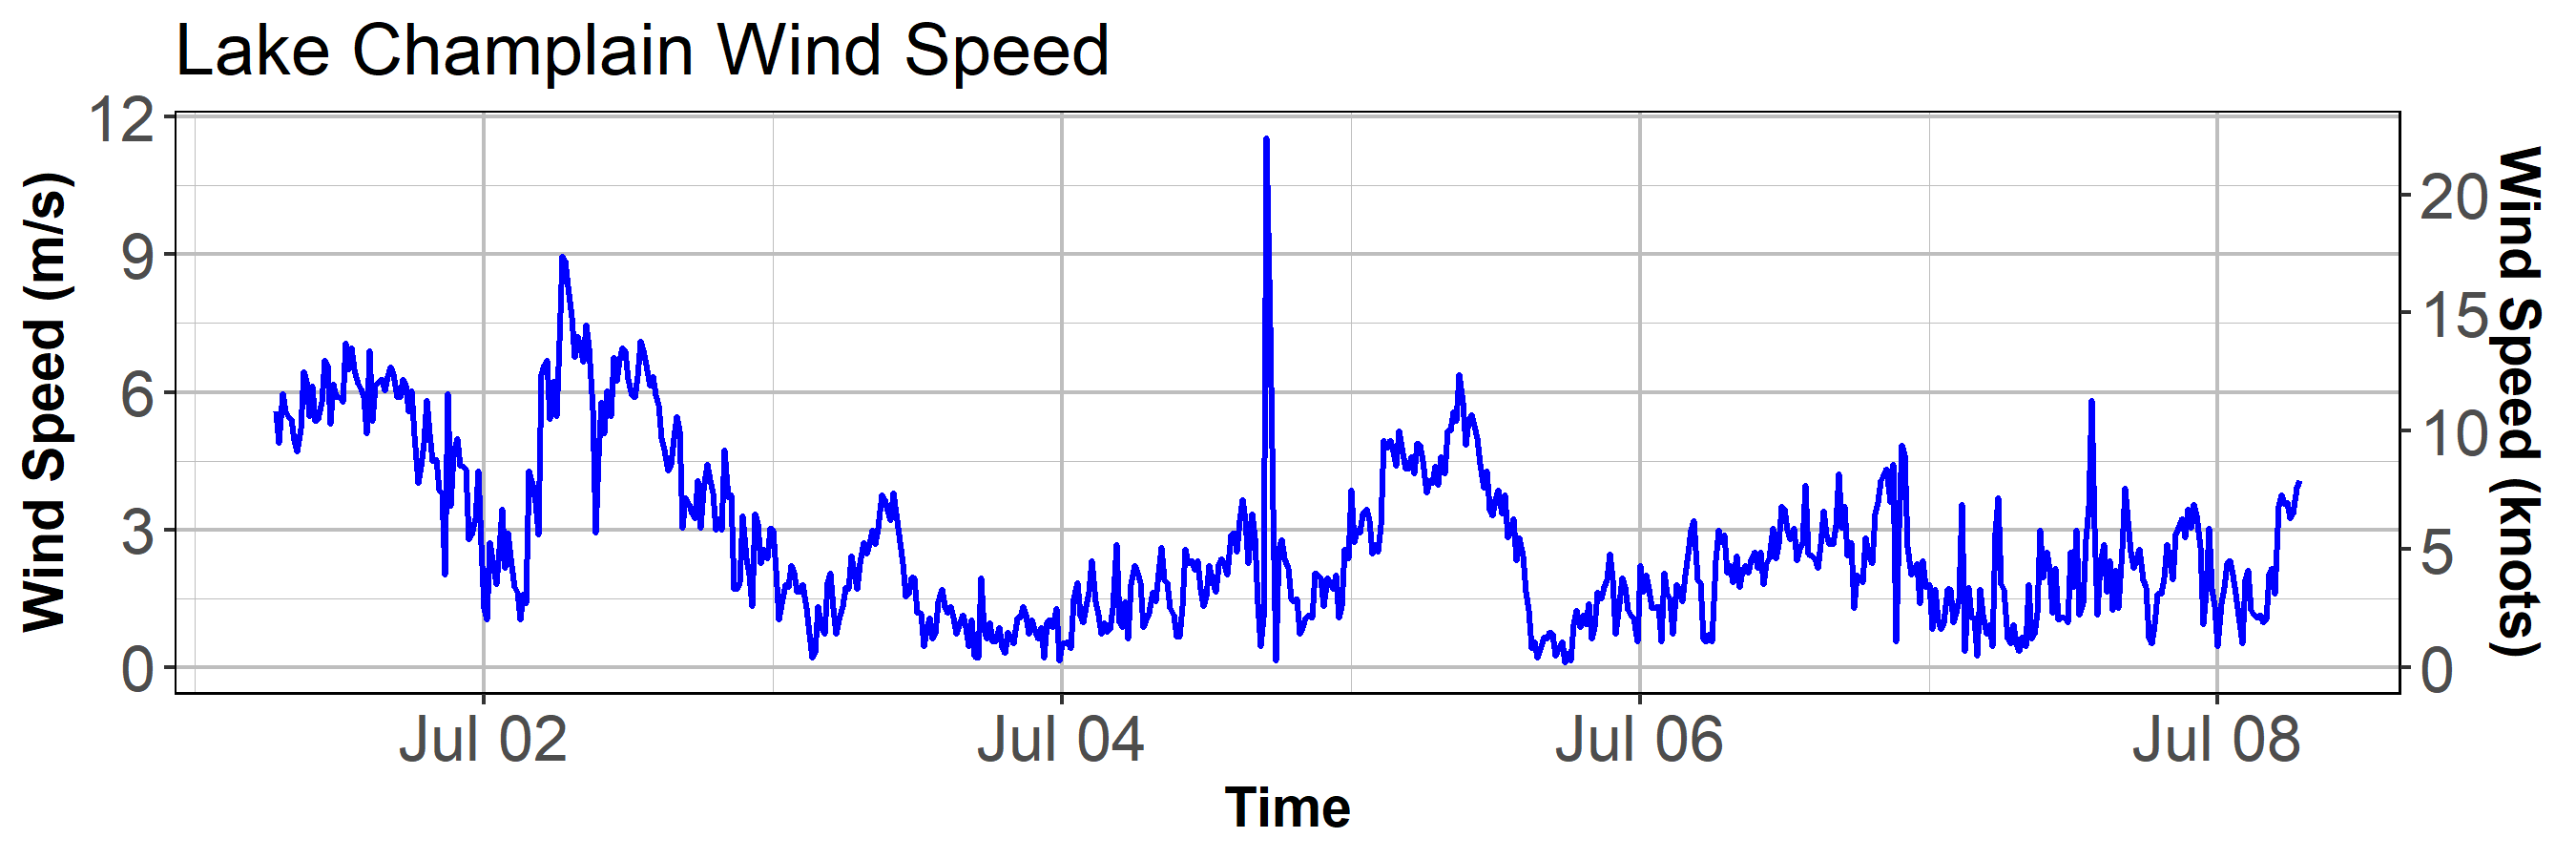 Lake Champlain Wind Speed
Wind Speed (m/s)
12
9
6
3
0
20
15
10
5
0
Wind Speed (knots)
Jul 02
Jul 04
Jul 06
Jul 08
Time